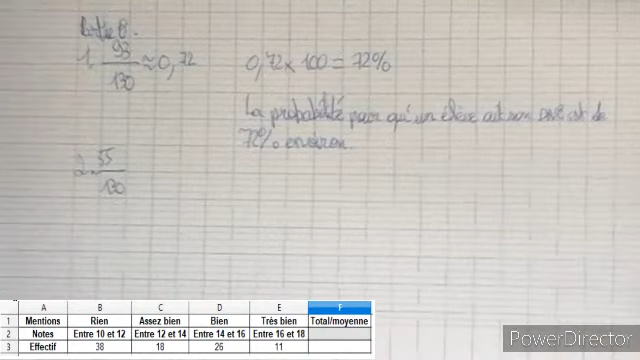 Partie B.
1. 93/130 ≈ 0,72 0,72 x 100 = 72%
La probabilité pour qu'un élève ait son DNB est de
72% environ.
2. 55/130
A B C D E F
1 Mentions Rien Assez bien Bien Très bien Total/moyenne
2 Notes Entre 10 et 12 Entre 12 et 14 Entre 14 et 16 Entre 16 et 18
3 Effectif 38 18 26 11
PowerDirector